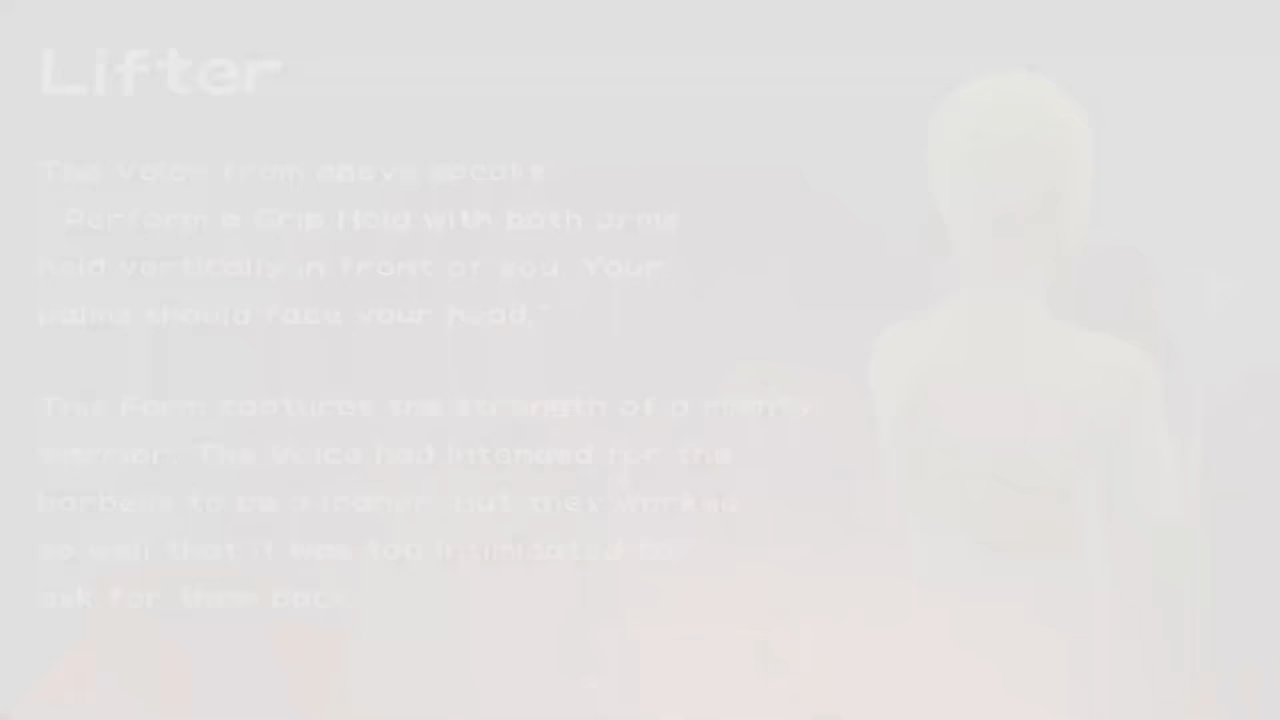 Lifter
The Voice from above speaks
Perform a Grip Hold with both arms
held vertically in front of you. Your
palms should face your head."
This Form captures the strength of a mighty
warrior. The Voice had intended for the
barbells to be a but they worked
so well that it was too intimidated to
ask for them back